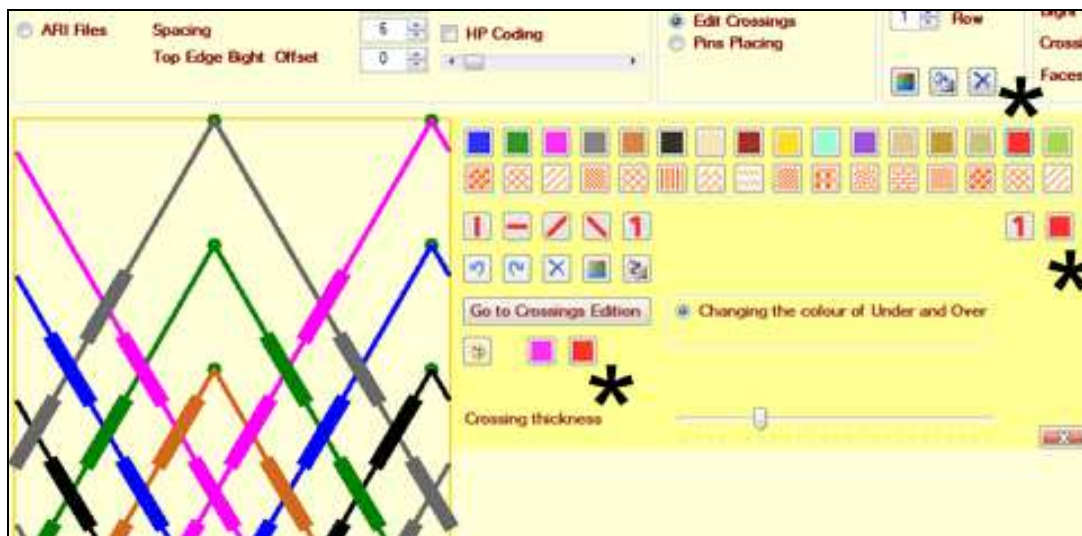 ARI Files
Spacing
6
HP Coding
Edit Crossings
1
Row
Top Edge Bight Offset
0
Pins Placing
Faces
1
1
Go to Crossings Edition
Changing the colour of Under and Over
Crossing thickness